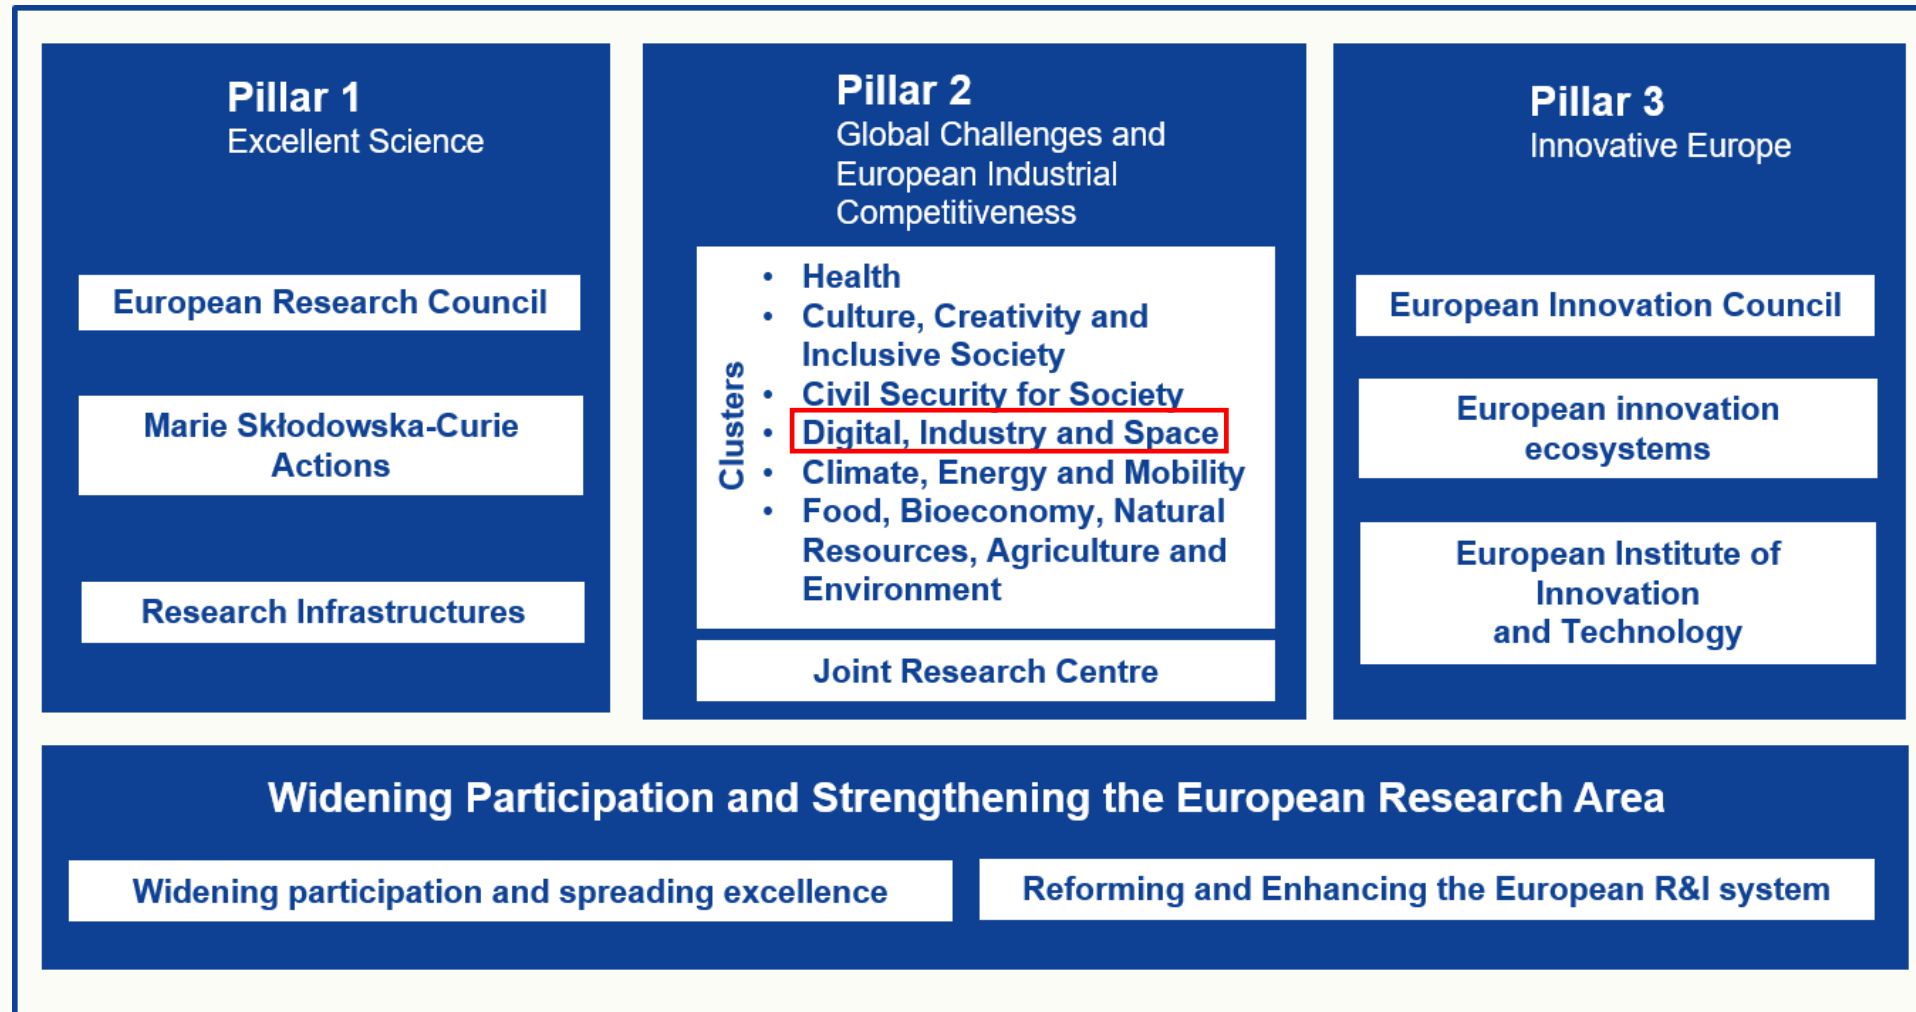 Pillar 1
Excellent Science
European Research Council
Marie Skłodowska-Curie
Actions
Research Infrastructures
Pillar 2
Global Challenges and
European Industrial
Competitiveness
Clusters
• Health
• Culture, Creativity and
Inclusive Society
• Civil Security for Society
• Digital, Industry and Space
• Climate, Energy and Mobility
• Food, Bioeconomy, Natural
Resources, Agriculture and
Environment
Joint Research Centre
Pillar 3
Innovative Europe
European Innovation Council
European innovation
ecosystems
European Institute of
Innovation
and Technology
Widening Participation and Strengthening the European Research Area
Widening participation and spreading excellence
Reforming and Enhancing the European R&I system